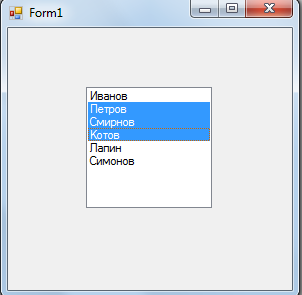 Form1
Иванов
Петров
Смирнов
Котов
Лапин
Симонов